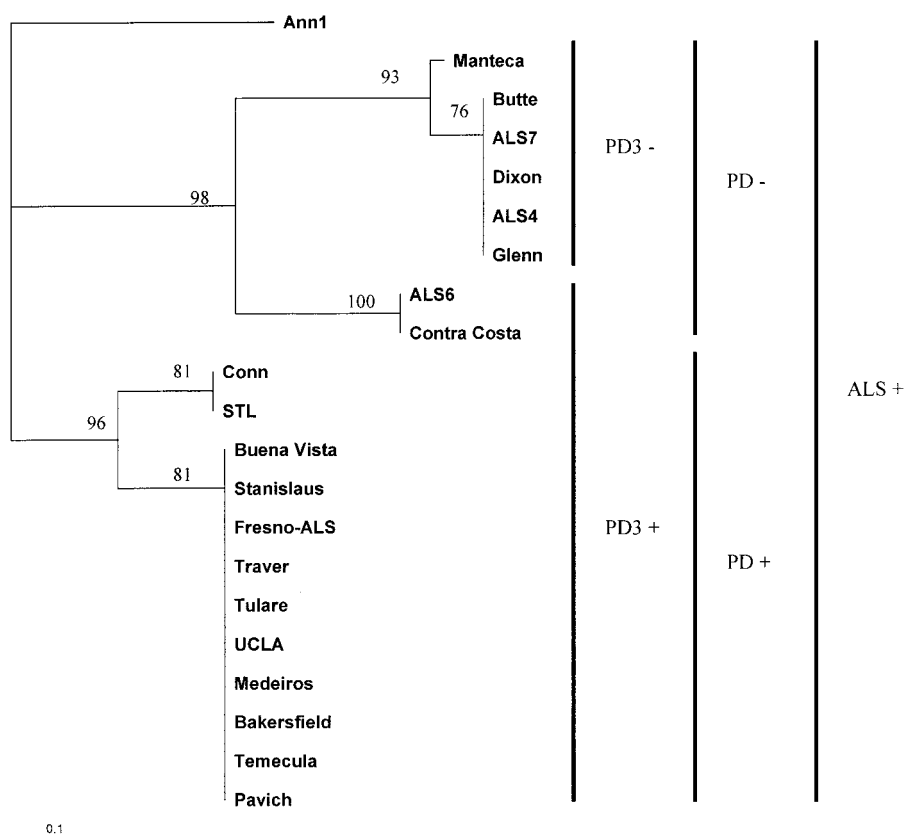 Ann1
Manteca
93
Butte
76
ALS7
PD3 -
Dixon
PD -
98
ALS4
Glenn
100
ALS6
Contra Costa
81
Conn
ALS +
STL
96
Buena Vista
81
Stanislaus
Fresno-ALS
PD3 +
Traver
PD +
Tulare
UCLA
Medeiros
Bakersfield
Temecula
Pavich
0.1